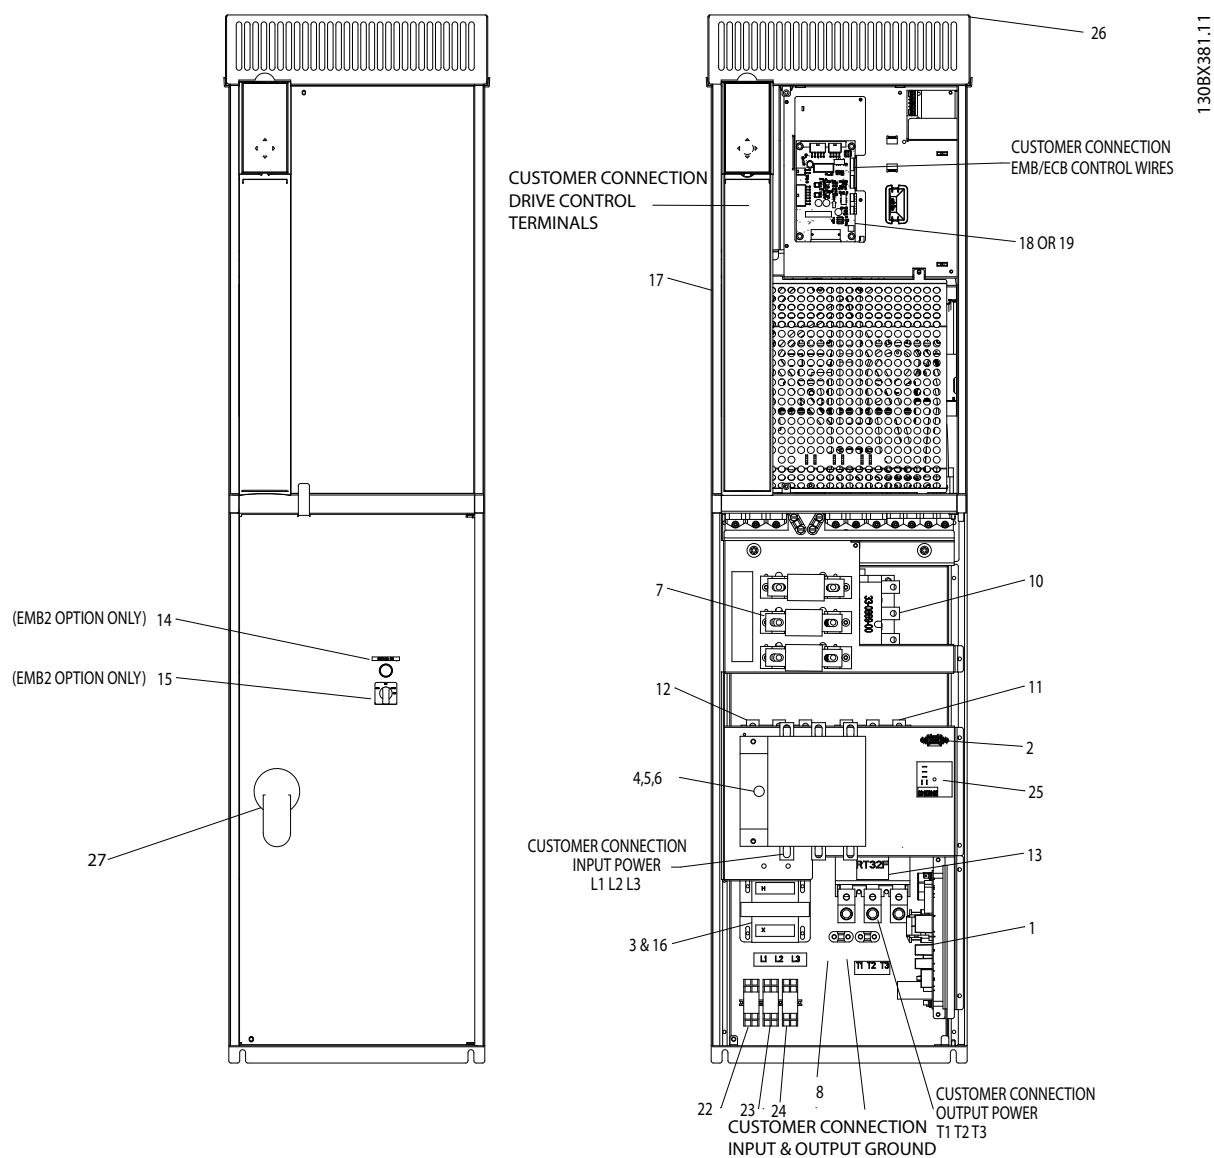 130BX381.11
26
CUSTOMER CONNECTION
EMB/ECB CONTROL WIRES
CUSTOMER CONNECTION
DRIVE CONTROL
TERMINALS
18 OR 19
17
7
10
33-0889-00
(EMB2 OPTION ONLY) 14
(EMB2 OPTION ONLY) 15
12
11
2
4,5,6
25
27
CUSTOMER CONNECTION
INPUT POWER
L1 L2 L3
RT32F
13
H
X
3 & 16
1
L1 L2 L3
T1 T2 T3
8
22
23
24
CUSTOMER CONNECTION
OUTPUT POWER
T1 T2 T3
CUSTOMER CONNECTION
INPUT & OUTPUT GROUND